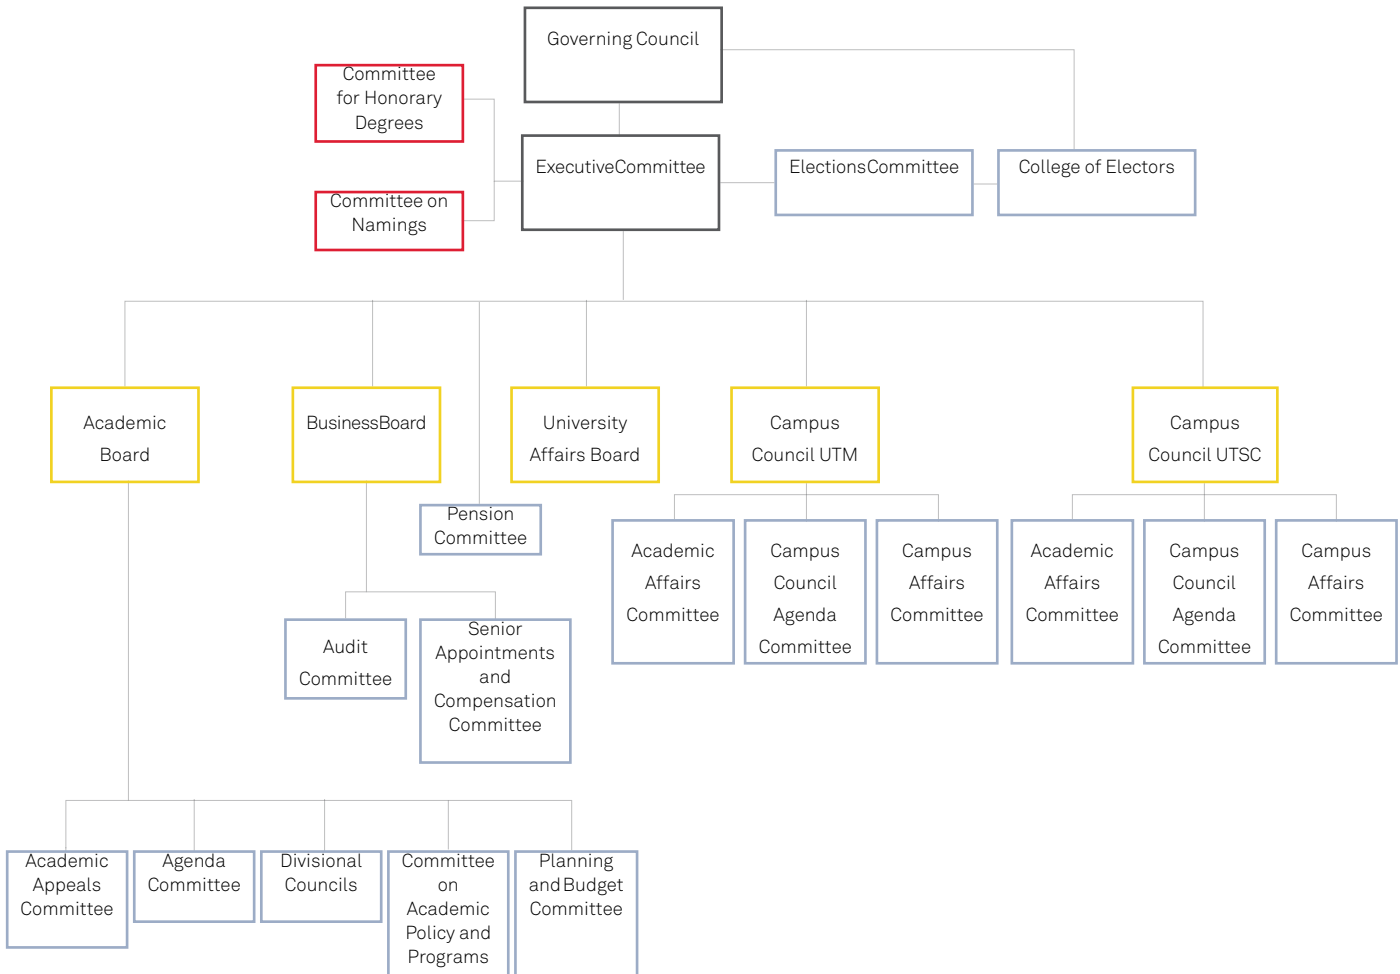 Governing Council
Committee
for Honorary
Degrees
Committee on
Namings
ExecutiveCommittee
ElectionsCommittee
College of Electors
Academic
Board
BusinessBoard
University
Affairs Board
Campus
Council UTM
Campus
Council UTSC
Pension
Committee
Academic
Affairs
Committee
Campus
Council
Agenda
Committee
Campus
Affairs
Committee
Academic
Affairs
Committee
Campus
Council
Agenda
Committee
Campus
Affairs
Committee
Audit
Committee
Senior
Appointments
and
Compensation
Committee
Academic
Appeals
Committee
Agenda
Committee
Divisional
Councils
Committee
on
Academic
Policy and
Programs
Planning
and Budget
Committee